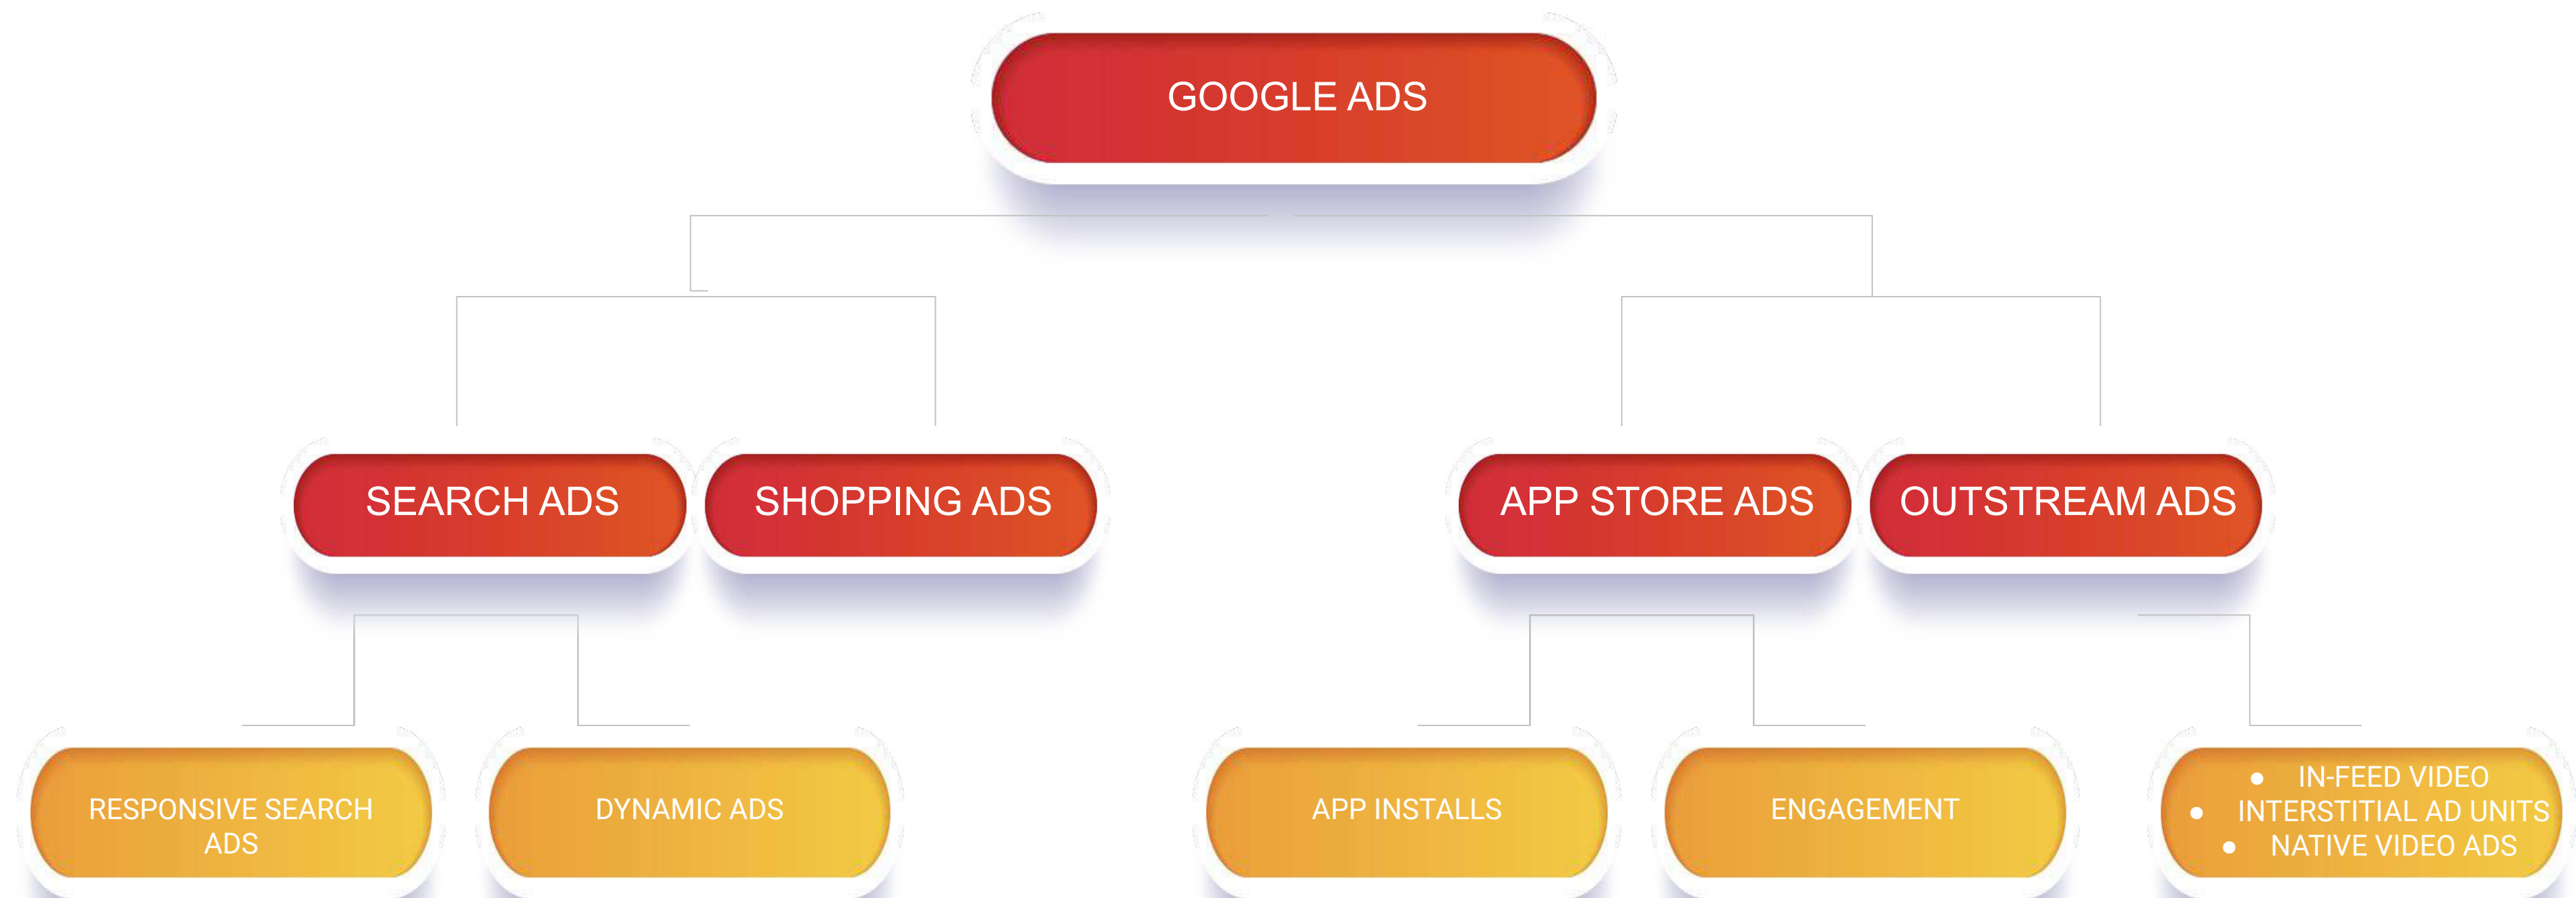 GOOGLE ADS
SEARCH ADS
SHOPPING ADS
APP STORE ADS
OUTSTREAM ADS
RESPONSIVE SEARCH
ADS
DYNAMIC ADS
APP INSTALLS
ENGAGEMENT
● IN-FEED VIDEO
● INTERSTITIAL AD UNITS
● NATIVE VIDEO ADS